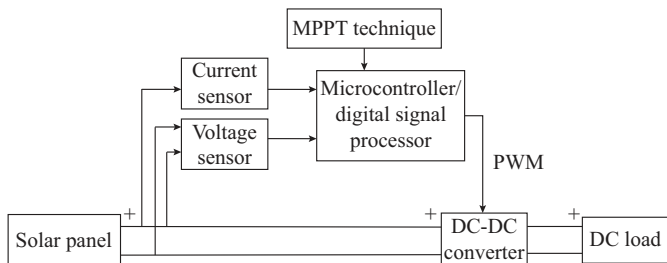 MPPT technique
Current
sensor
Microcontroller/
digital signal
processor
Voltage
sensor
PWM
+
+
+
Solar panel
DC-DC
converter
DC load